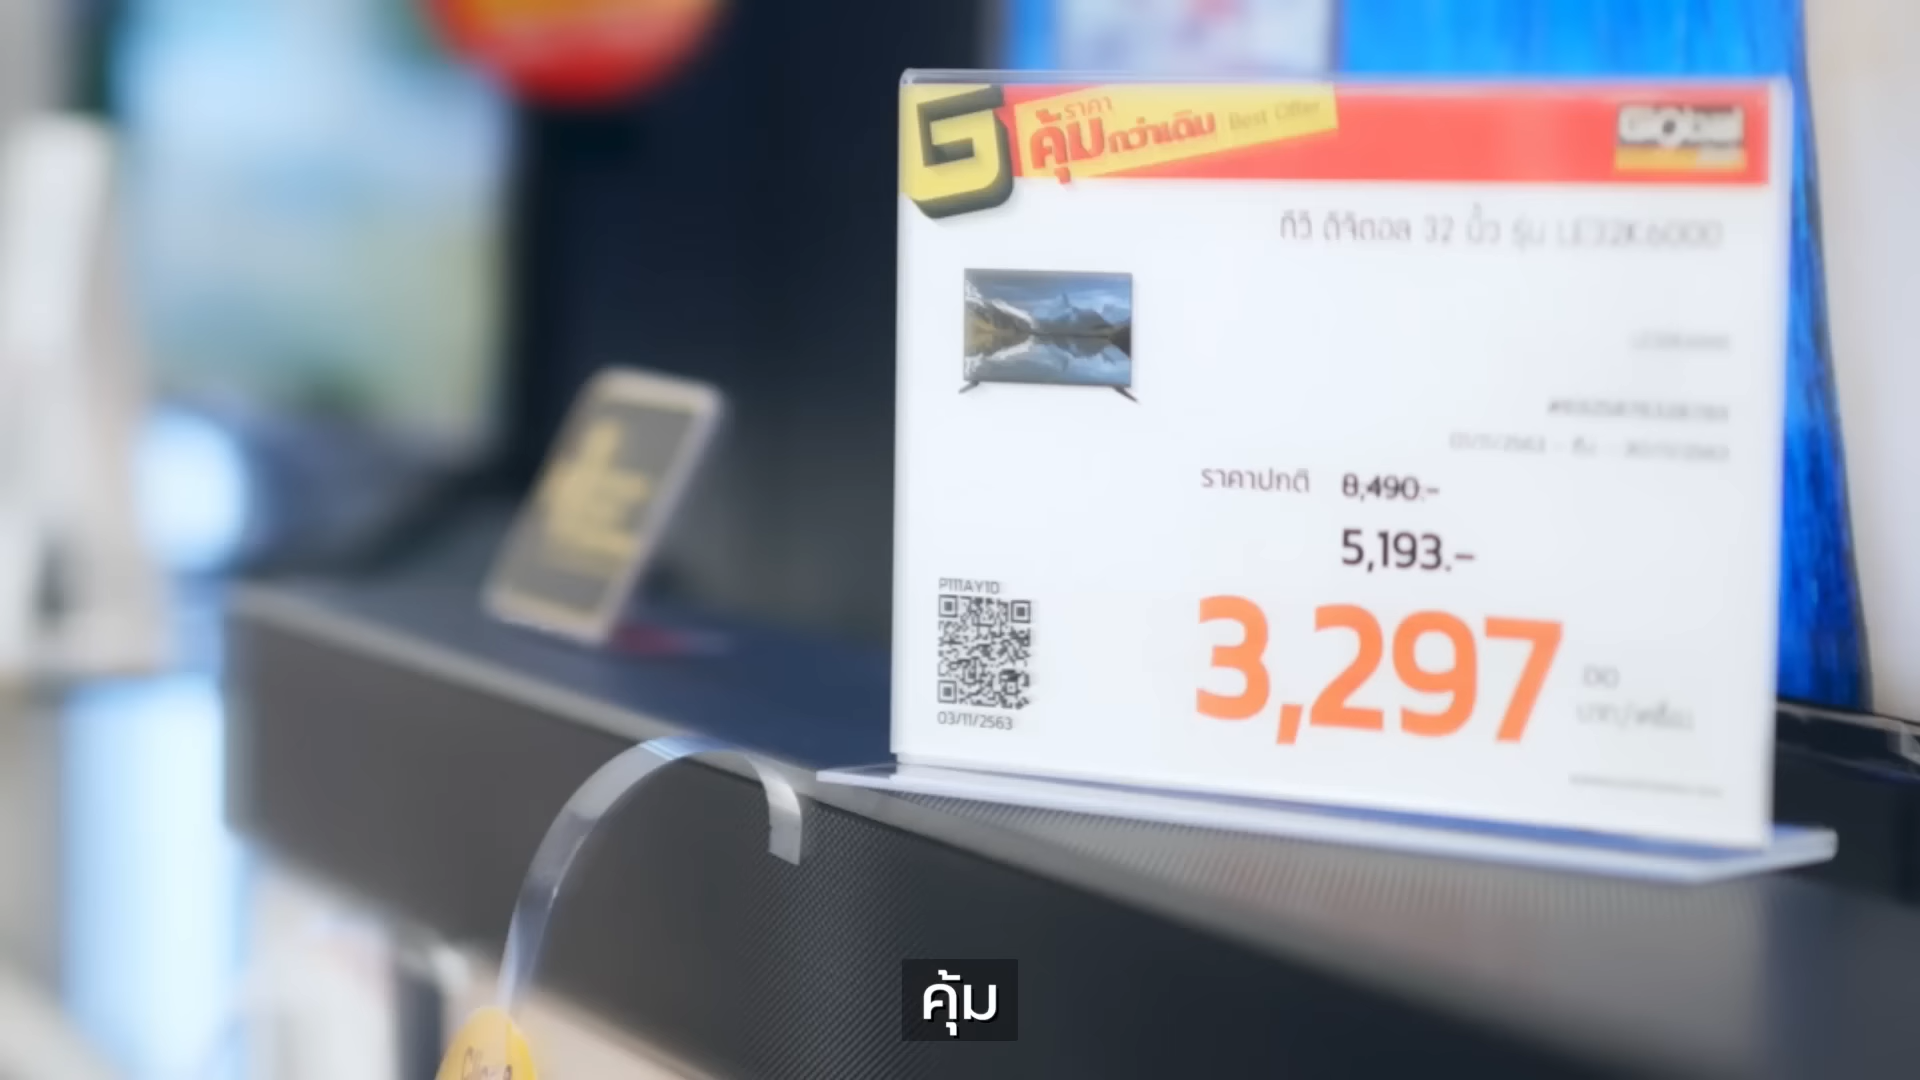 ราคา
คุ้มกว่าเดิม Best Offer
Global
ทีวี ดิจิตอล 32 นิ้ว รุ่น LE32K6000
ราคาปกติ 8,490.-
5,193.-
3,297
P111AY1D
03/11/2563
คุ้ม